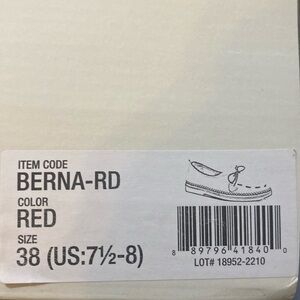 ITEM CODE
BERNA-RD
COLOR
RED
SIZE
38 (US:7½-8)
8 89796 41840 0
LOT# 18952-2210